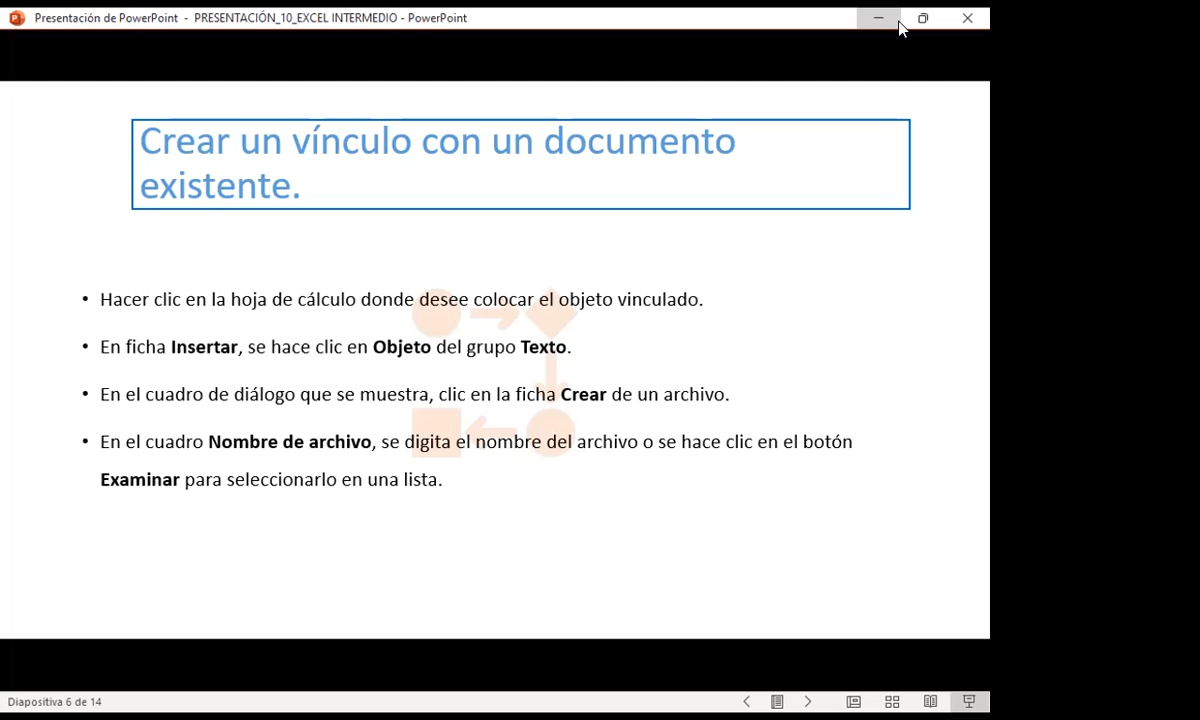 Presentación de PowerPoint - PRESENTACIÓN_10_EXCEL INTERMEDIO - PowerPoint
Crear un vínculo con un documento
existente.
• Hacer clic en la hoja de cálculo donde desee colocar el objeto vinculado.
• En ficha Insertar, se hace clic en Objeto del grupo Texto.
• En el cuadro de diálogo que se muestra, clic en la ficha Crear de un archivo.
• En el cuadro Nombre de archivo, se digita el nombre del archivo o se hace clic en el botón
Examinar para seleccionarlo en una lista.
Diapositiva 6 de 14